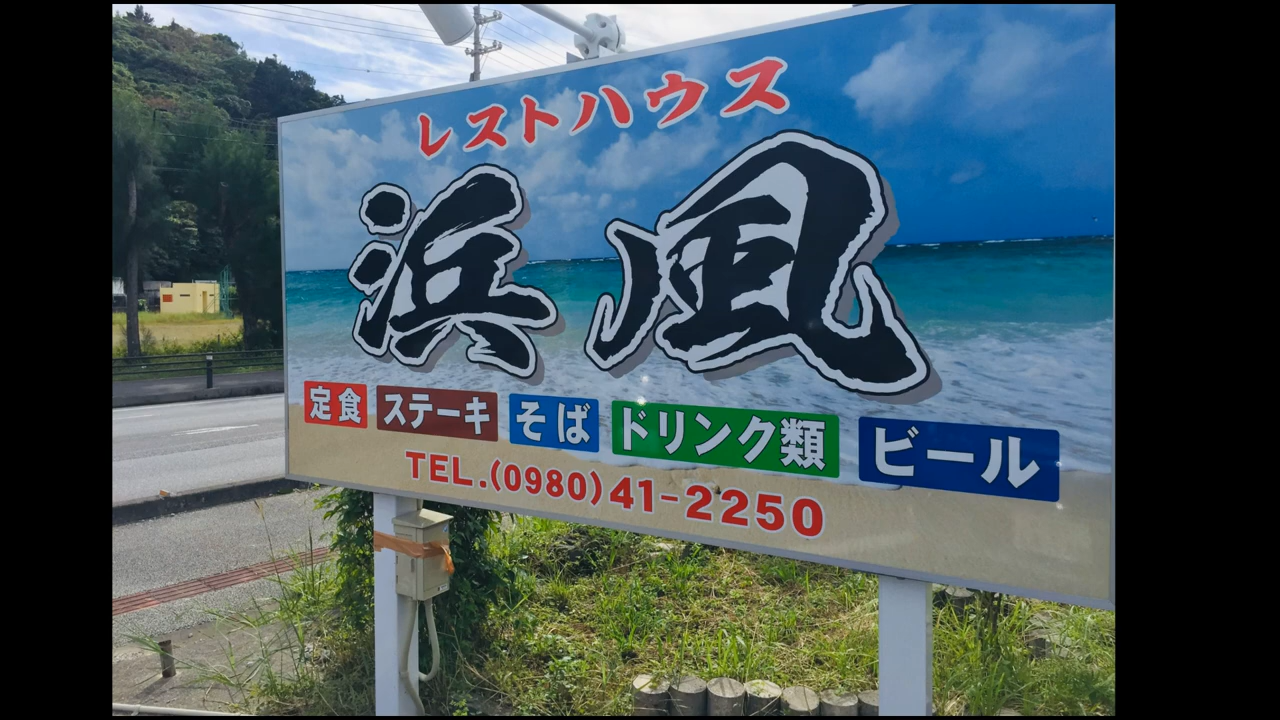 レストハウス
浜風
定食 ステーキ そば ドリンク類 ビール
TEL.(0980)41-2250